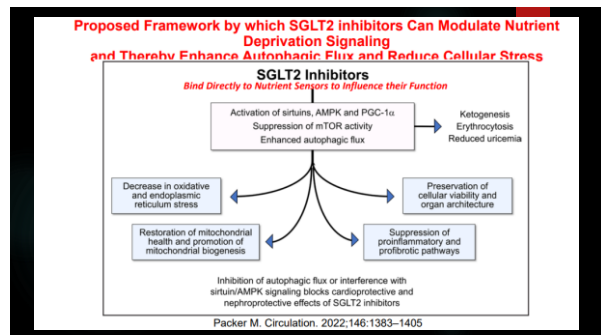 Proposed Framework by which SGLT2 inhibitors Can Modulate Nutrient
Deprivation Signaling
and Thereby Enhance Autophagic Flux and Reduce Cellular Stress
SGLT2 Inhibitors
Bind Directly to Nutrient Sensors to Influence their Function
Activation of sirtuins, AMPK and PGC-1α
Suppression of mTOR activity
Enhanced autophagic flux
Ketogenesis
Erythrocytosis
Reduced uricemia
Decrease in oxidative
and endoplasmic
reticulum stress
Preservation of
cellular viability and
organ architecture
Restoration of mitochondrial
health and promotion of
mitochondrial biogenesis
Suppression of
proinflammatory and
profibrotic pathways
Inhibition of autophagic flux or interference with
sirtuin/AMPK signaling blocks cardioprotective and
nephroprotective effects of SGLT2 inhibitors
Packer M. Circulation. 2022;146:1383–1405